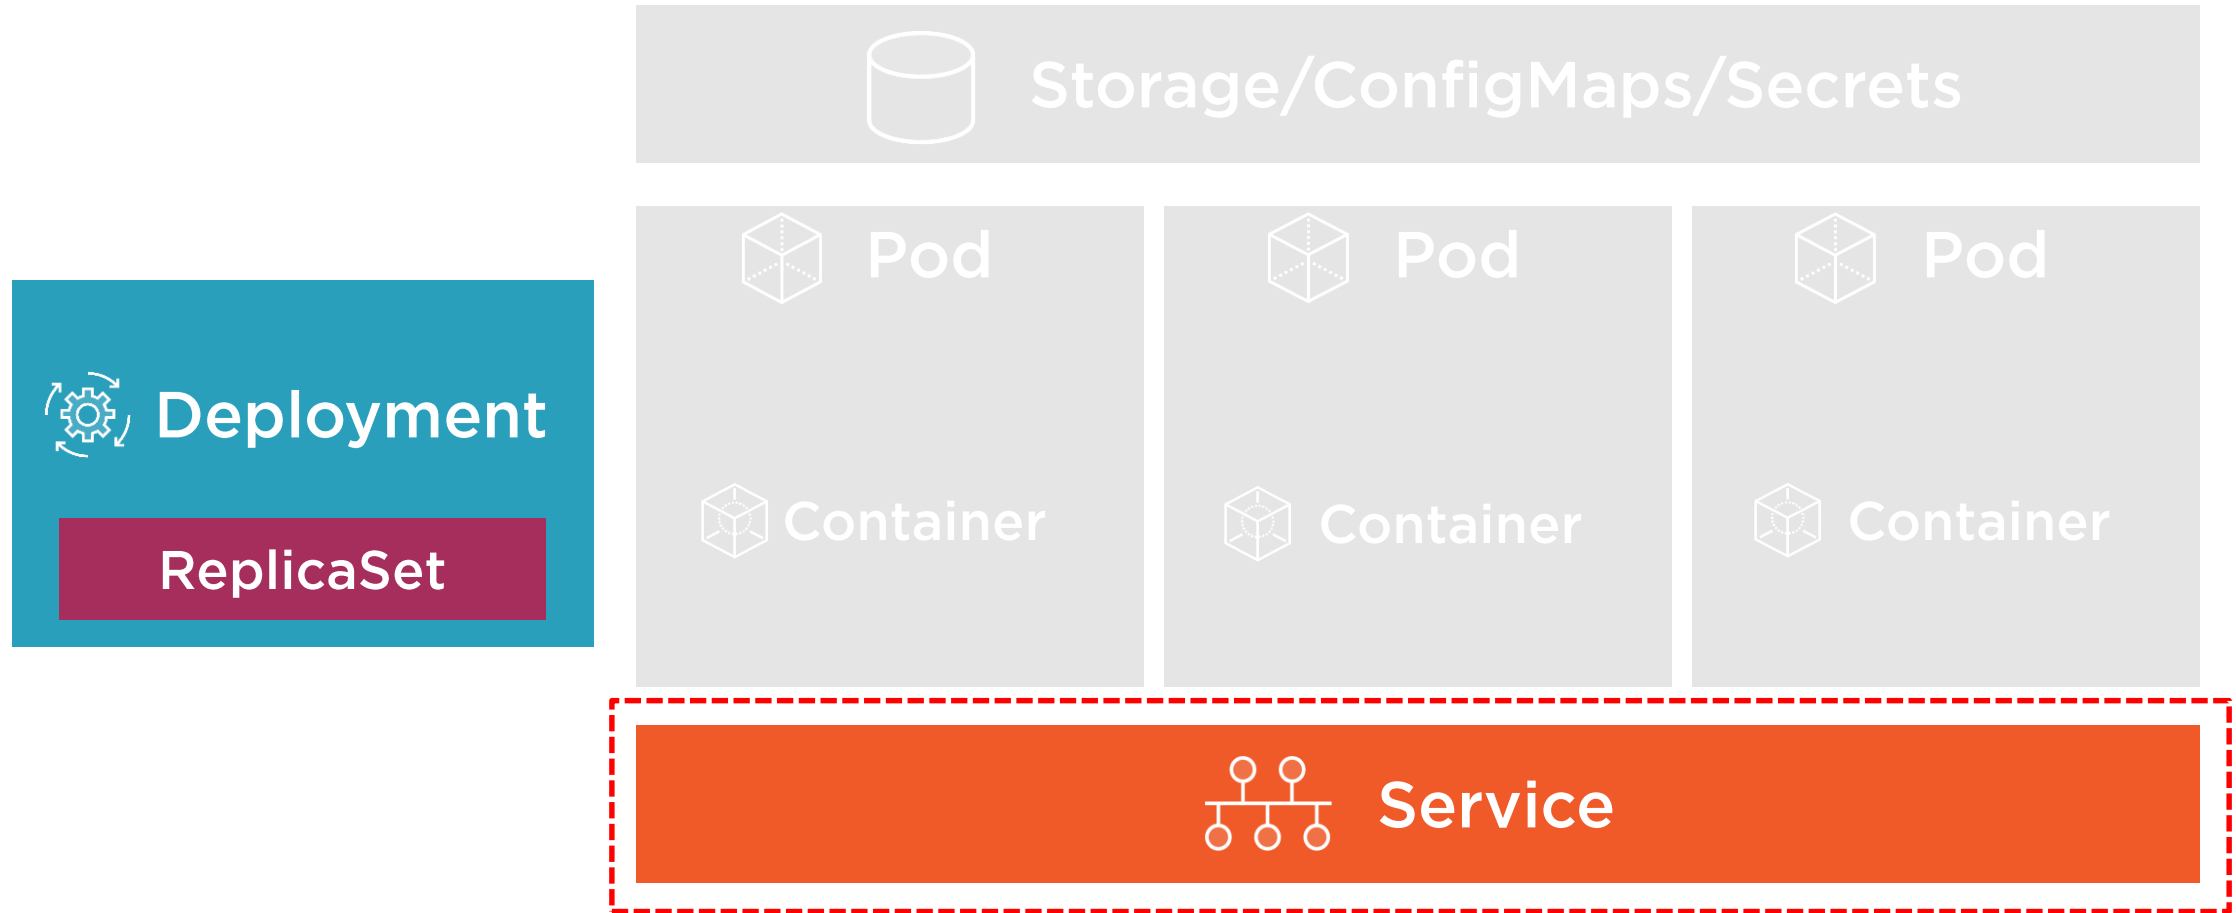 Storage/ConfigMaps/Secrets
Pod
Pod
Pod
Deployment
Container
Container
Container
ReplicaSet
Service